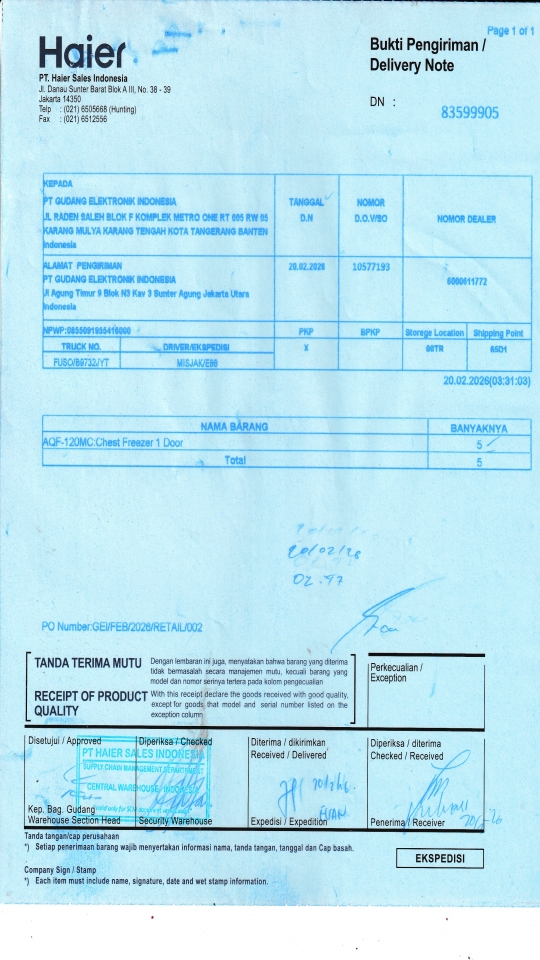 Page 1 of 1
Haier
Bukti Pengiriman /
Delivery Note
PT. Haier Sales Indonesia
Jl. Danau Sunter Barat Blok A III, No. 38 - 39
Jakarta 14350
Telp : (021) 6505668 (Hunting)
Fax : (021) 6512556
DN :
83599905
KEPADA
PT GUDANG ELEKTRONIK INDONESIA
JL RADEN SALEH BLOK F KOMPLEK METRO ONE RT 005 RW 05
KARANG MULYA KARANG TENGAH KOTA TANGERANG BANTEN
Indonesia
TANGGAL
D.N
NOMOR
D.O.V/SO
NOMOR DEALER
ALAMAT PENGIRIMAN
PT GUDANG ELEKTRONIK INDONESIA
Jl Agung Timur 9 Blok N3 Kav 3 Sunter Agung Jakarta Utara
Indonesia
20.02.2026
10577193
6000011772
NPWP:0855091955416000
PKP
BPKP
Storege Location
Shipping Point
TRUCK NO.
DRIVER/EKSPEDISI
X
65D1
FUSO/B9732/YT
MISJAK/E86
20.02.2026(03:31:03)
NAMA BARANG
BANYAKNYA
AQF-120MC:Chest Freezer 1 Door
5
Total
5
20/02/26
PO Number:GEI/FEB/2026/RETAIL/002
TANDA TERIMA MUTU
Dengan lembaran ini juga, menyatakan bahwa barang yang diterima
tidak bermasalah secara manajemen mutu, kecuali barang yang
model dan nomor serinya tertera pada kolom pengecualian
RECEIPT OF PRODUCT
QUALITY
With this receipt declare the goods received with good quality,
except for goods that model and serial number listed on the
exception column
Perkecualian /
Exception
Disetujui / Approved
Diperiksa / Checked
Diterima / dikirimkan
Received / Delivered
Diperiksa / diterima
Checked / Received
PT HAIER SALES INDONESIA
SUPPLY CHAIN MANAGEMENT DEPARTMENT
CENTRAL WAREHOUSE
Kep. Bag. Gudang
Warehouse Section Head
Security Warehouse
Expedisi / Expedition
Penerima / Receiver
Tanda tangan/cap perusahaan
*) Setiap penerimaan barang wajib menyertakan informasi nama, tanda tangan, tanggal dan Cap basah.
EKSPEDISI
Company Sign / Stamp
*) Each item must include name, signature, date and wet stamp information.